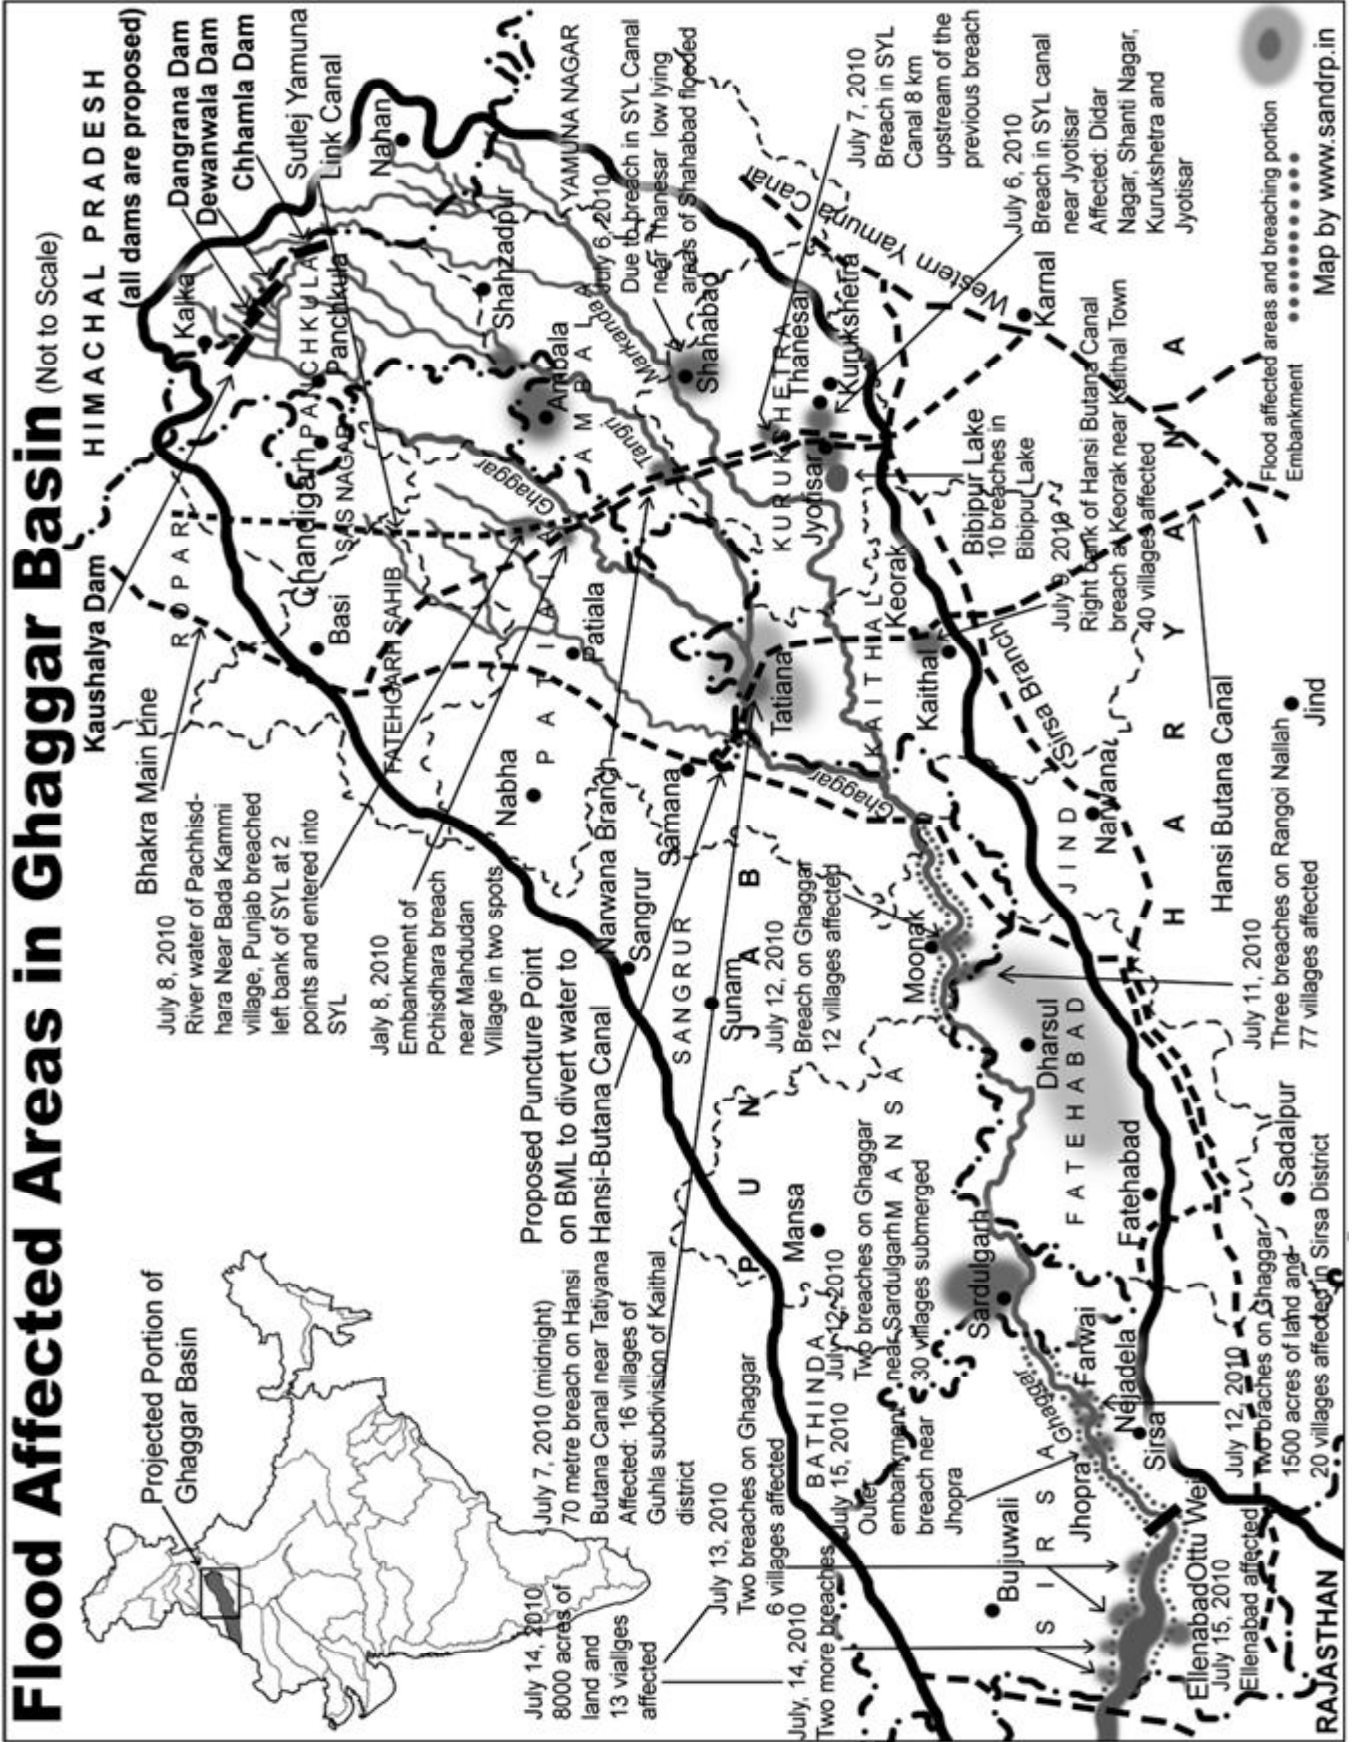 Flood Affected Areas in Ghaggar Basin (Not to Scale)
Projected Portion of
Ghaggar Basin
Kaushalya Dam
HIMACHAL PRADESH
(all dams are proposed)
Dangrana Dam
Dewanwala Dam
Chhamla Dam
Sutlej Yamuna
Link Canal
Bhakra Main Line
ROPAR
Kalka
Nahan
July 8, 2010
River water of Pachhisd-
hara Near Bada Kammi
village, Punjab breached
left bank of SYL at 2
points and entered into
SYL
Basi
Chandigarh
PANCHKULA
Panchkula
SAS NAGAR
FATEHGARH SAHIB
Jaly 8, 2010
Embankment of
Pchisdhara breach
near Mahdudan
Village in two spots
Nabha
PATIALA
Patiala
Ghaggar
Ambala
AMBALA
Shahzadpur
YAMUNA NAGAR
July 6, 2010
Due to breach in SYL Canal
near Thanesar low lying
areas of Shahabad flooded
Proposed Puncture Point
on BML to divert water to
Hansi-Butana Canal
Narwana Branch
Sangrur
Samana
Tangri
Markanda
Shahabad
July 7, 2010 (midnight)
70 metre breach on Hansi
Butana Canal near Tatiyana
Affected: 16 villages of
Guhla subdivision of Kaithal
district
July 14, 2010
8000 acres of
land and
13 viallges
affected
SANGRUR
Sunam
PUNJAB
Tatiana
KURUKSHETRA
Thanesar
Jyotisar
Kurukshetra
Western Yamuna
Canal
July 7, 2010
Breach in SYL
Canal 8 km
upstream of the
previous breach
July 13, 2010
Two breaches on Ghaggar
6 villages affected
July, 14, 2010
Two more breaches
Mansa
July 12, 2010
Breach on Ghaggar
12 villages affected
Ghaggar
KAITHAL
Keorak
BATHINDA
July 12, 2010
Two breaches on Ghaggar
near Sardulgarh
30 villages submerged
MANSA
Moonak
Kaithal
July 15, 2010
Outer
embankment
breach near
Jhopra
Bibipur Lake
10 breaches in
Bibipur Lake
July 6, 2010
Breach in SYL canal
near Jyotisar
Affected: Didar
Nagar, Shanti Nagar,
Kurukshetra and
Jyotisar
Karnal
Sardulgarh
Bujuwali
SIRSA
Ghaggar
Dharsul
FATEHABAD
JIND
Sirsa Branch
Narwana
July 9 2010
Right bank of Hansi Butana Canal
breach at Keorak near Kaithal Town
40 villages affected
Jhopra
Farwai
Nejadela
Fatehabad
Sirsa
HARYANA
Hansi Butana Canal
Ellenabad
Ottu Wei
July 15, 2010
Ellenabad affected
July 12, 2010
Two braches on Ghaggar
1500 acres of land and
20 villages affected in Sirsa District
Sadalpur
July 11, 2010
Three breaches on Rangoi Nallah
77 villages affected
Jind
Flood affected areas and breaching portion
Embankment
RAJASTHAN
Map by www.sandrp.in